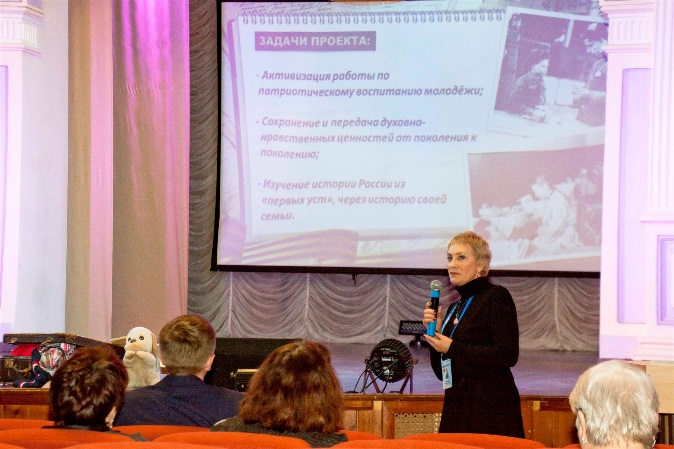 ЗАДАЧИ ПРОЕКТА:
- Активизация работы по
патриотическому воспитанию молодёжи;
- Сохранение и передача духовно-
нравственных ценностей от поколения к
поколению;
- Изучение истории России из
«первых уст», через историю своей
семьи.